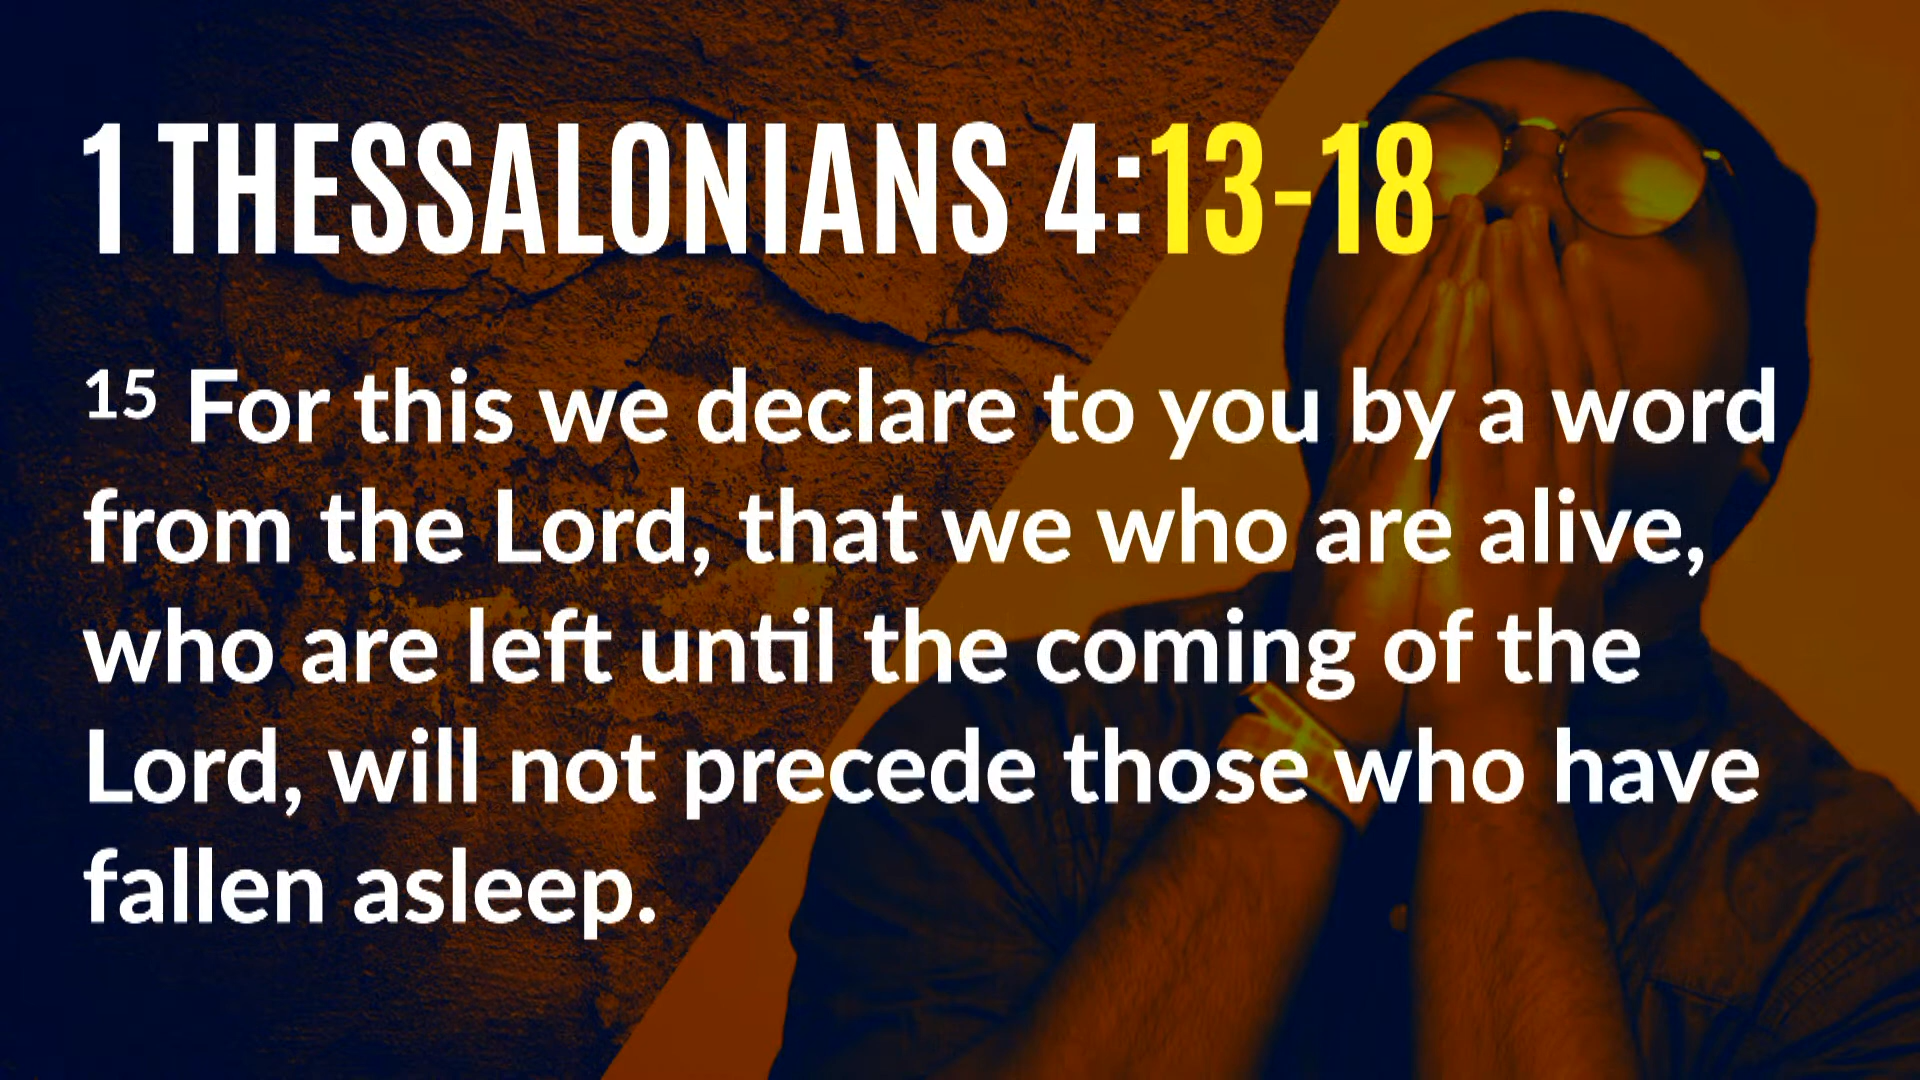 1 THESSALONIANS 4:13-18
15 For this we declare to you by a word
from the Lord, that we who are alive,
who are left until the coming of the
Lord, will not precede those who have
fallen asleep.